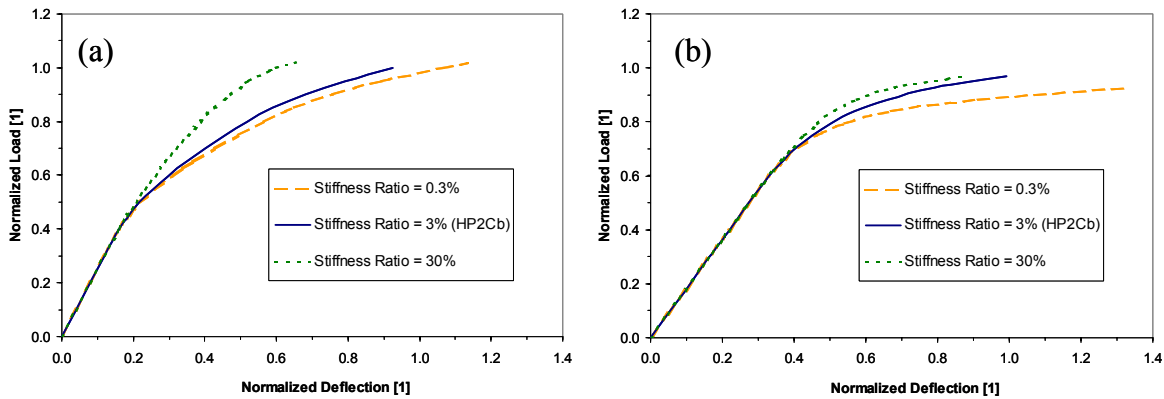 (a)
Normalized Load [1]
1.2
1.0
0.8
0.6
0.4
0.2
0.0
Stiffness Ratio = 0.3%
Stiffness Ratio = 3% (HP2Cb)
Stiffness Ratio = 30%
0.0 0.2 0.4 0.6 0.8 1.0 1.2 1.4
Normalized Deflection [1]
(b)
Normalized Load [1]
1.2
1.0
0.8
0.6
0.4
0.2
0.0
Stiffness Ratio = 0.3%
Stiffness Ratio = 3% (HP2Cb)
Stiffness Ratio = 30%
0.0 0.2 0.4 0.6 0.8 1.0 1.2 1.4
Normalized Deflection [1]